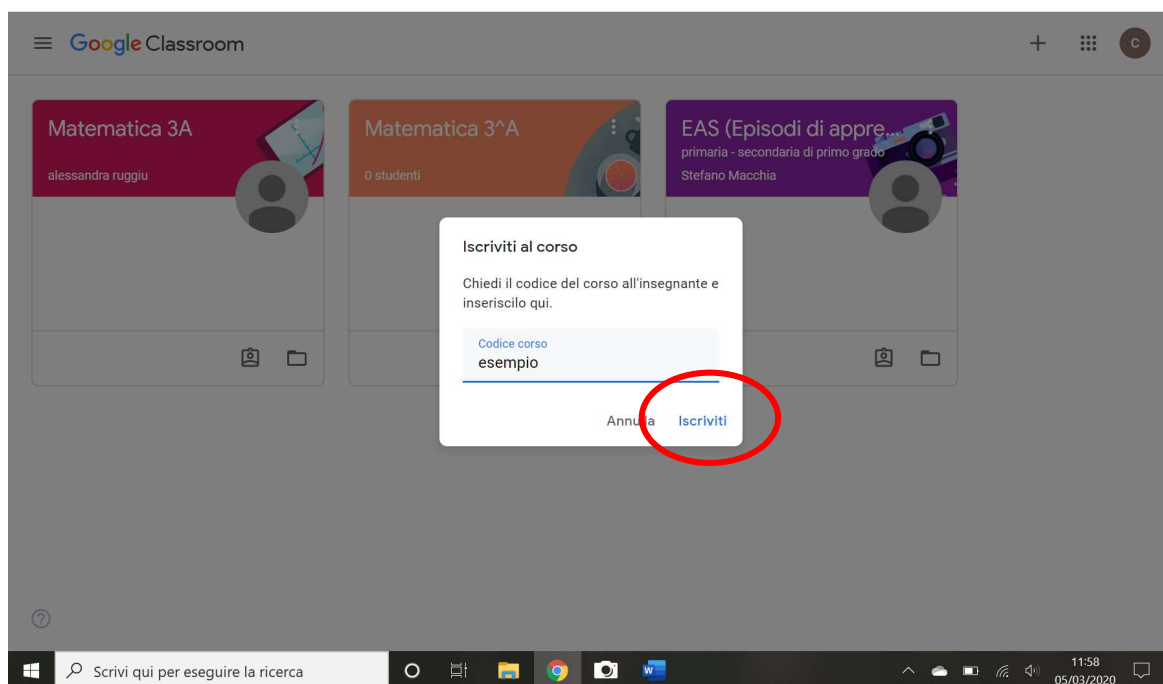 Google Classroom
C
Matematica 3A
alessandra ruggiu
Matematica 3^A
0 studenti
EAS (Episodi di appre...
primaria - secondaria di primo grado
Stefano Macchia
Iscriviti al corso
Chiedi il codice del corso all'insegnante e
inseriscilo qui.
Codice corso
esempio
Annulla Iscriviti
Scrivi qui per eseguire la ricerca
11:58
05/03/2020